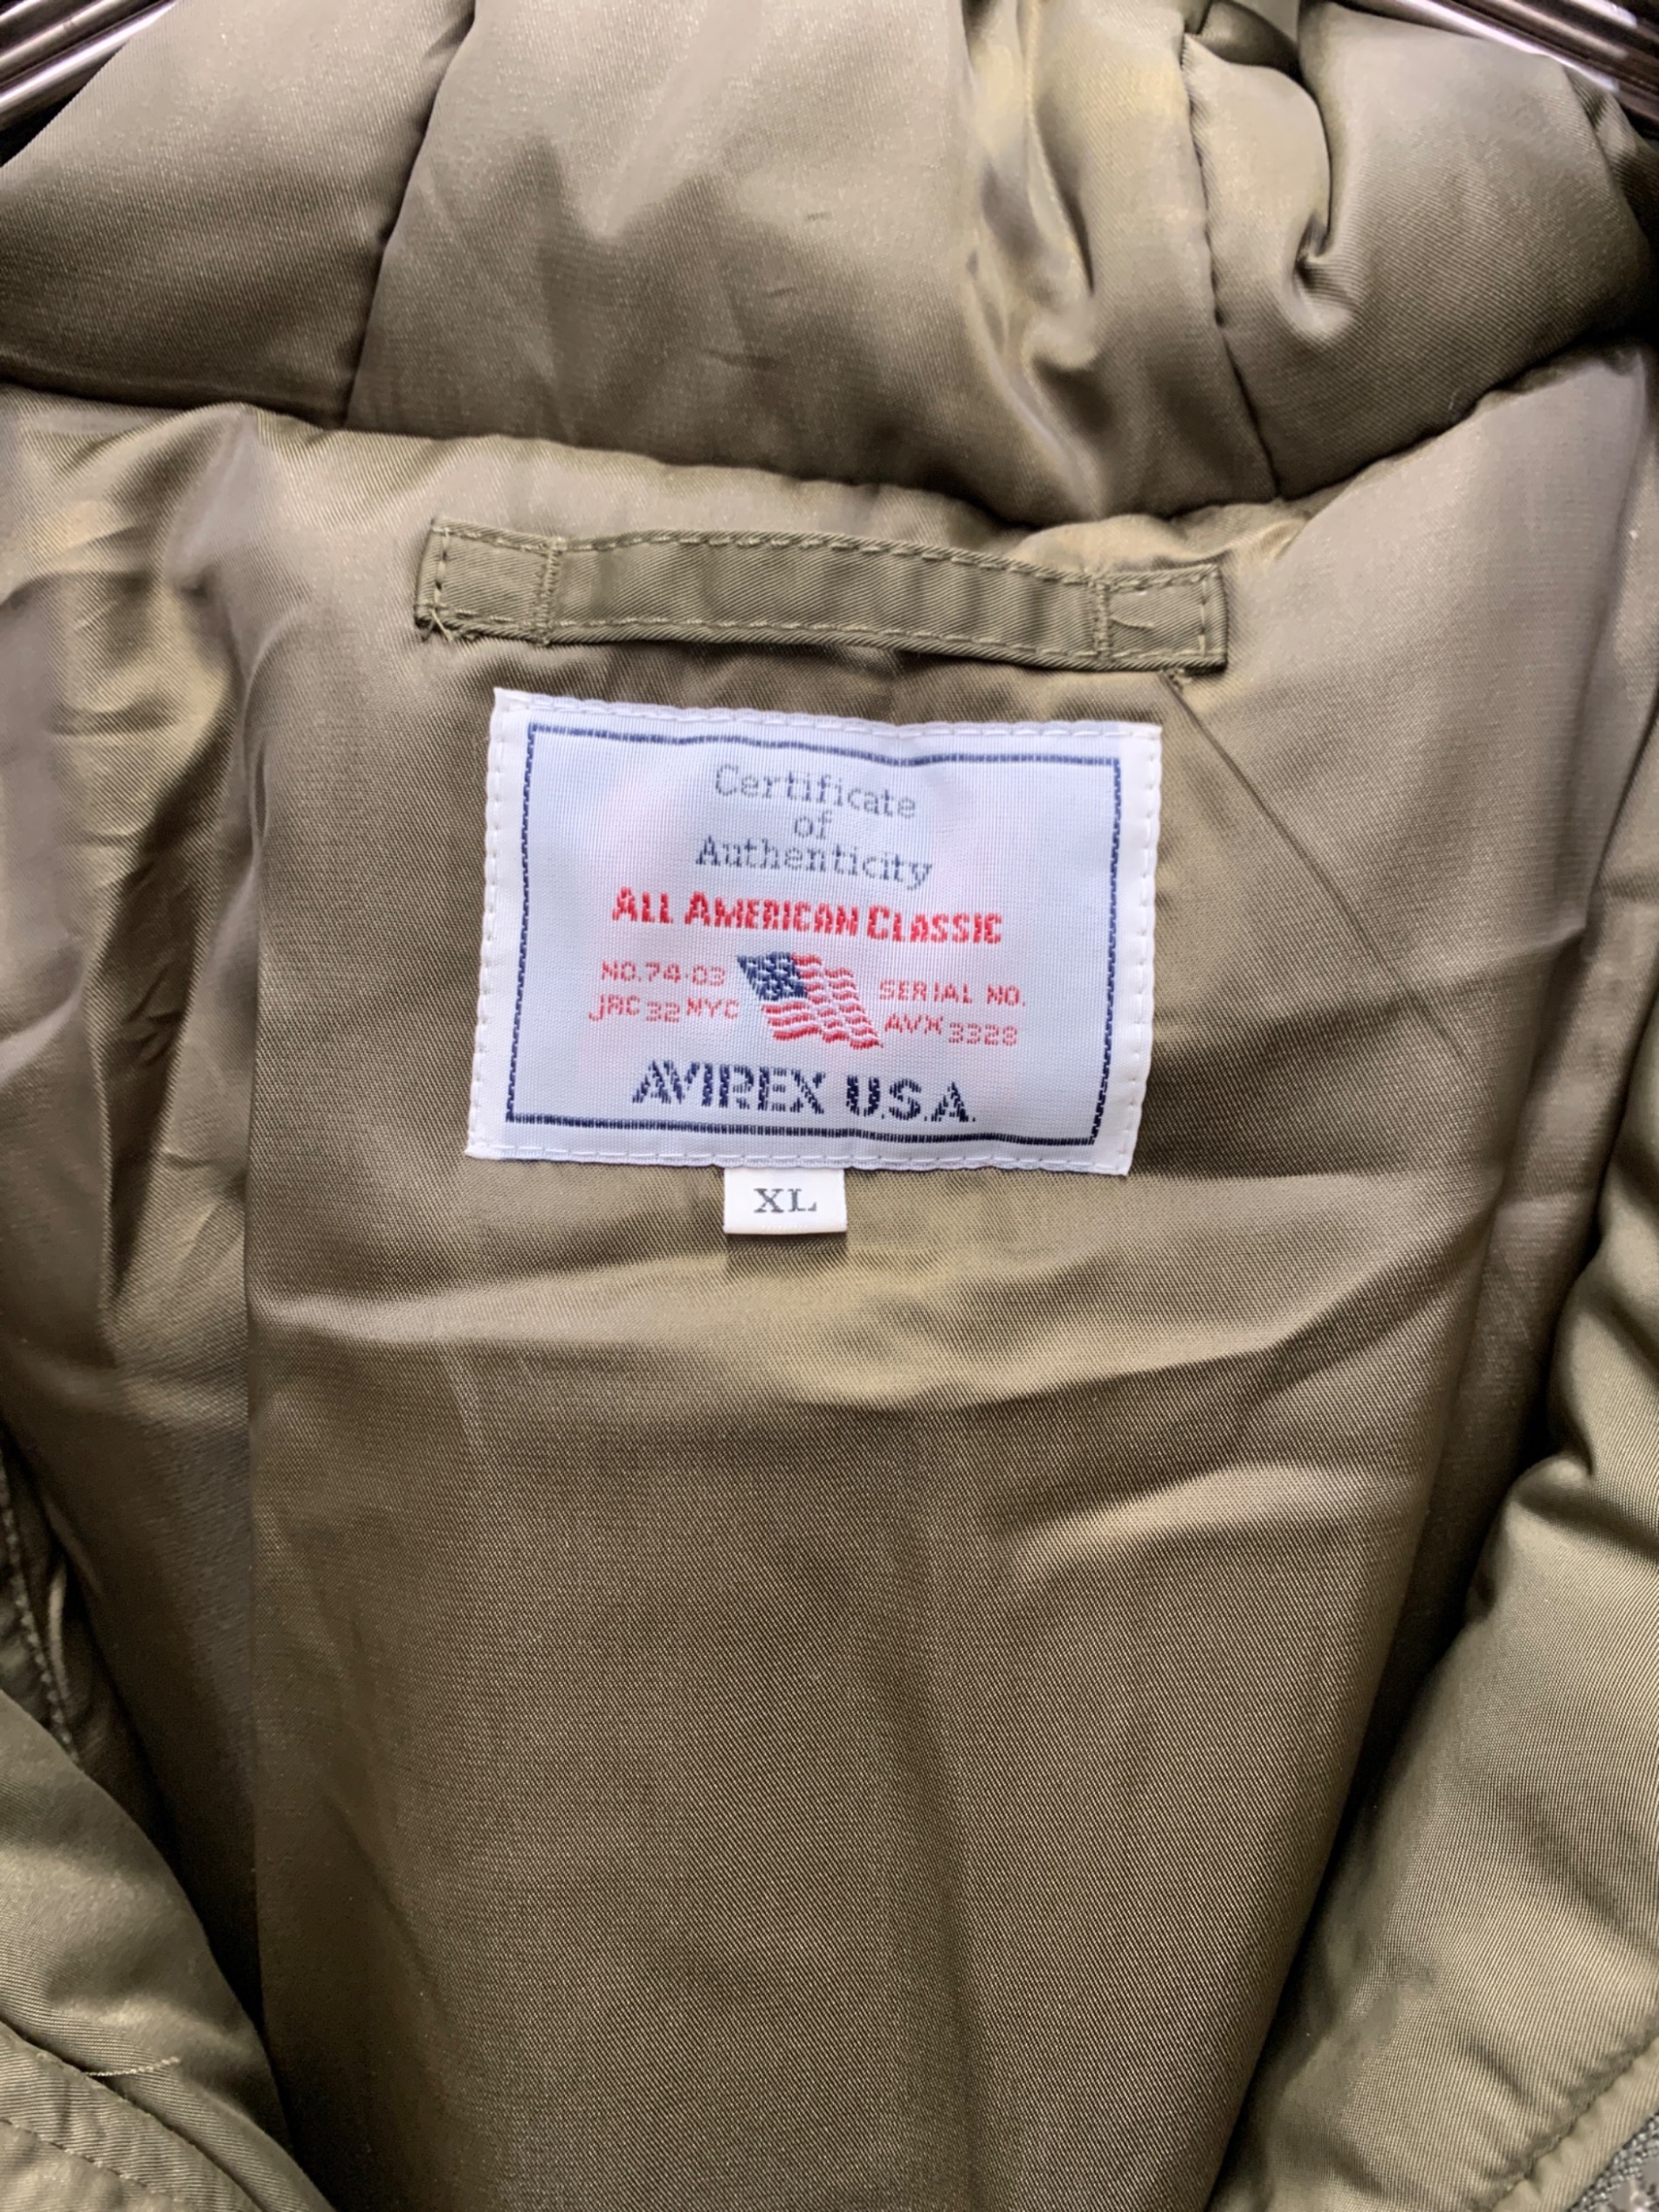 Certificate
of
Authenticity
ALL AMERICAN CLASSIC
NO.74-03
JRC 32 NYC
SERIAL NO.
AVX 3328
AVIREX U.S.A.
XL